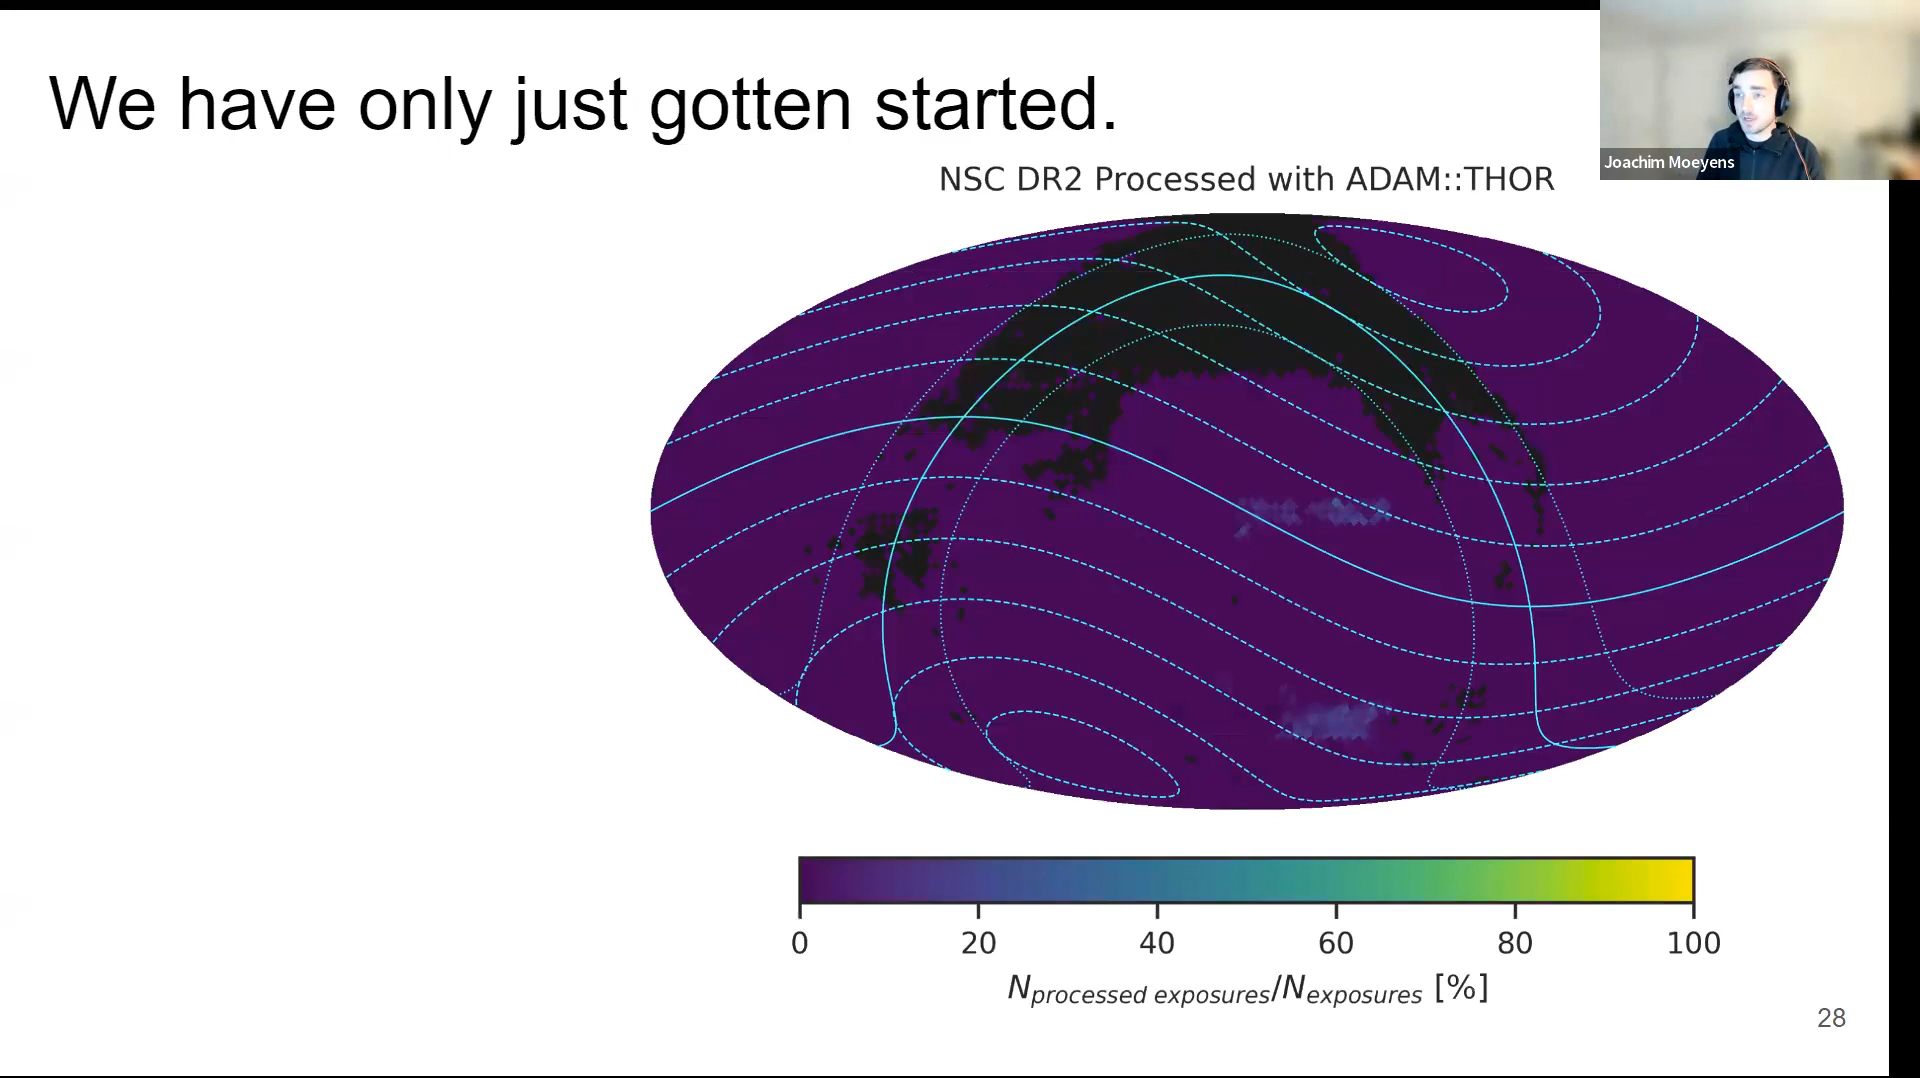 We have only just gotten started.
Joachim Moeyens
NSC DR2 Processed with ADAM::THOR
0 20 40 60 80 100
Nprocessed exposures/Nexposures [%]
28